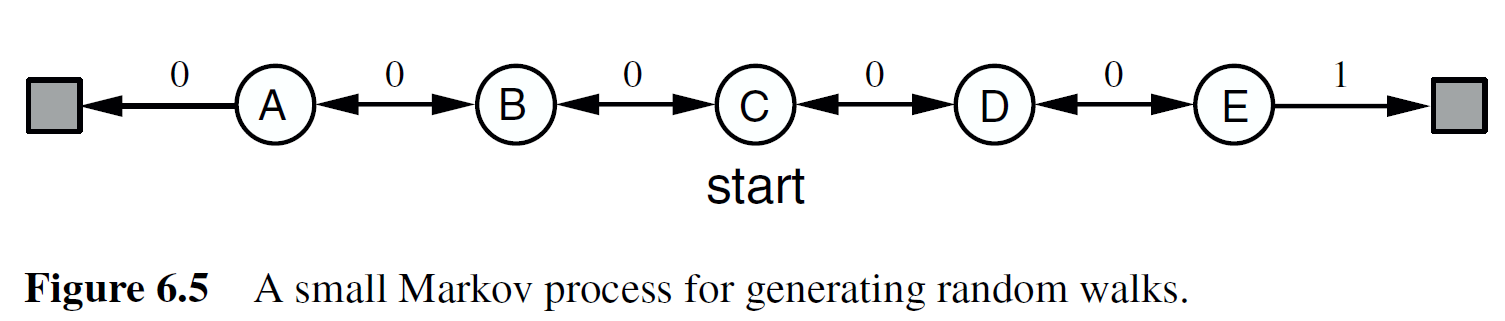 0 0 0 0 0 1
A B C D E
start
Figure 6.5 A small Markov process for generating random walks.